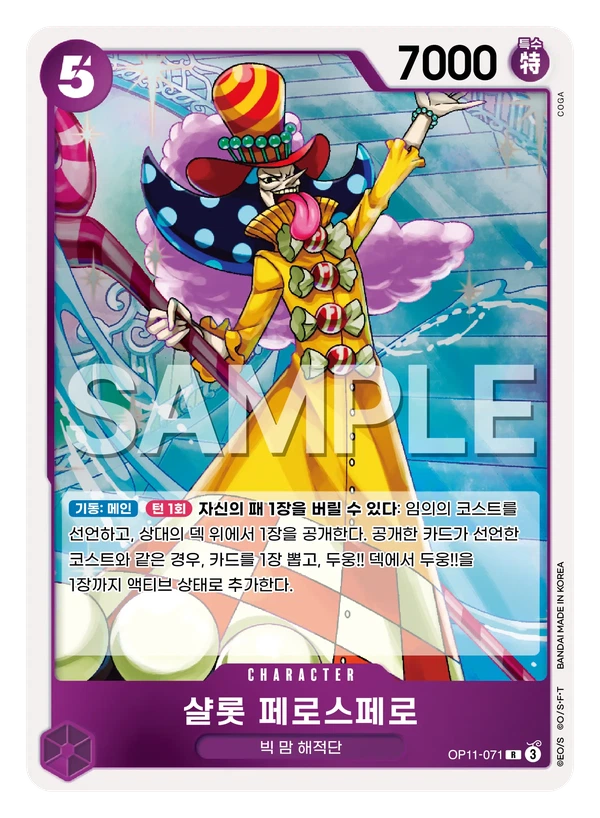 5
7000
특수
特
COGA
SAMPLE
기동: 메인 턴 1회 자신의 패 1장을 버릴 수 있다: 임의의 코스트를
선언하고, 상대의 덱 위에서 1장을 공개한다. 공개한 카드가 선언한
코스트와 같은 경우, 카드를 1장 뽑고, 두웅!! 덱에서 두웅!!을
1장까지 액티브 상태로 추가한다.
CHARACTER
샬롯 페로스페로
빅 맘 해적단
OP11-071 R 3
©EO/S ©O/S·F·T BANDAI MADE IN KOREA